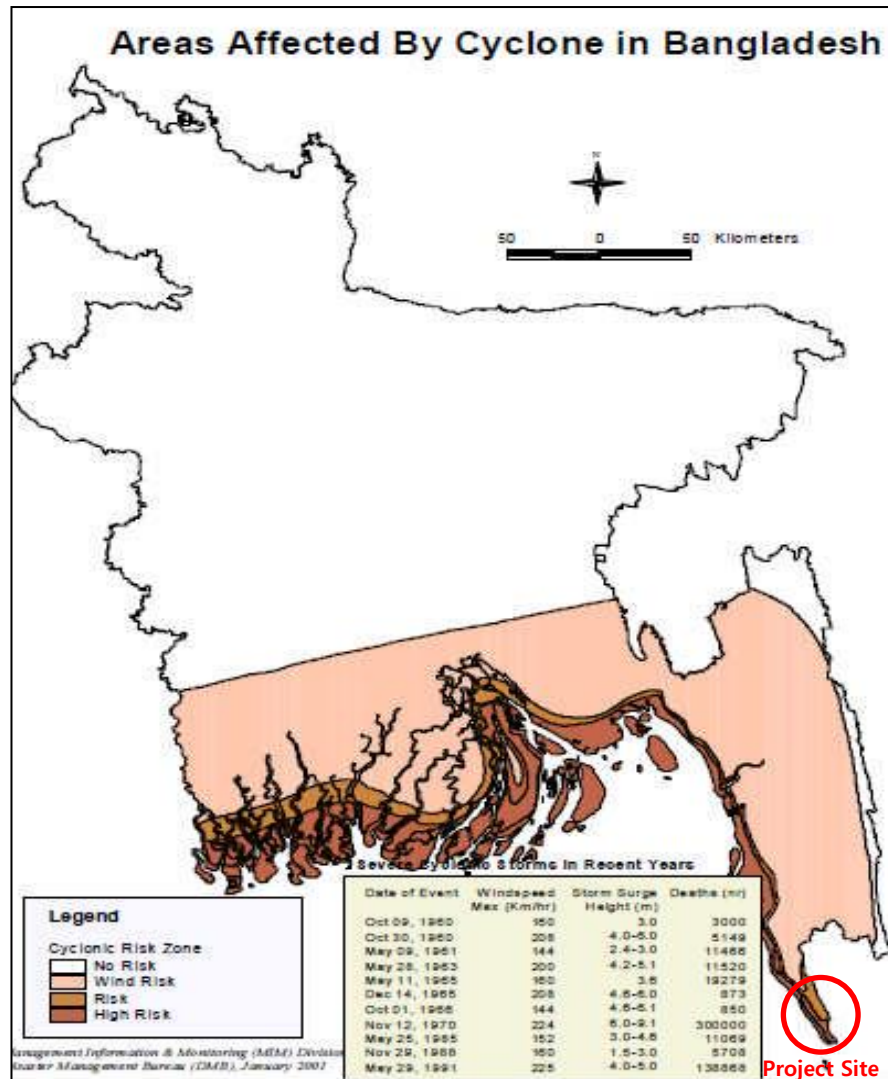 Areas Affected By Cyclone in Bangladesh
N
50 0 50 Kilometers
Severe Cyclonic Storms In Recent Years
Date of Event Windspeed Max (Km/hr) Storm Surge Height (m) Deaths (nr)
Oct 09, 1960 160 3.0 3000
Oct 30, 1960 208 4.0-6.0 5149
May 09, 1961 144 2.4-3.0 11466
May 28, 1963 200 4.2-5.1 11520
May 11, 1965 160 3.6 19279
Dec 14, 1965 208 4.6-6.0 873
Oct 01, 1966 144 4.6-6.1 850
Nov 12, 1970 224 6.0-9.1 300000
May 25, 1985 152 3.0-4.6 11069
Nov 29, 1988 160 1.5-3.0 5708
May 29, 1991 225 4.0-5.0 138868
Legend
Cyclonic Risk Zone
No Risk
Wind Risk
Risk
High Risk
anagement Information & Monitoring (MIM) Division
isaster Management Bureau (DMB), January 2001
Project Site